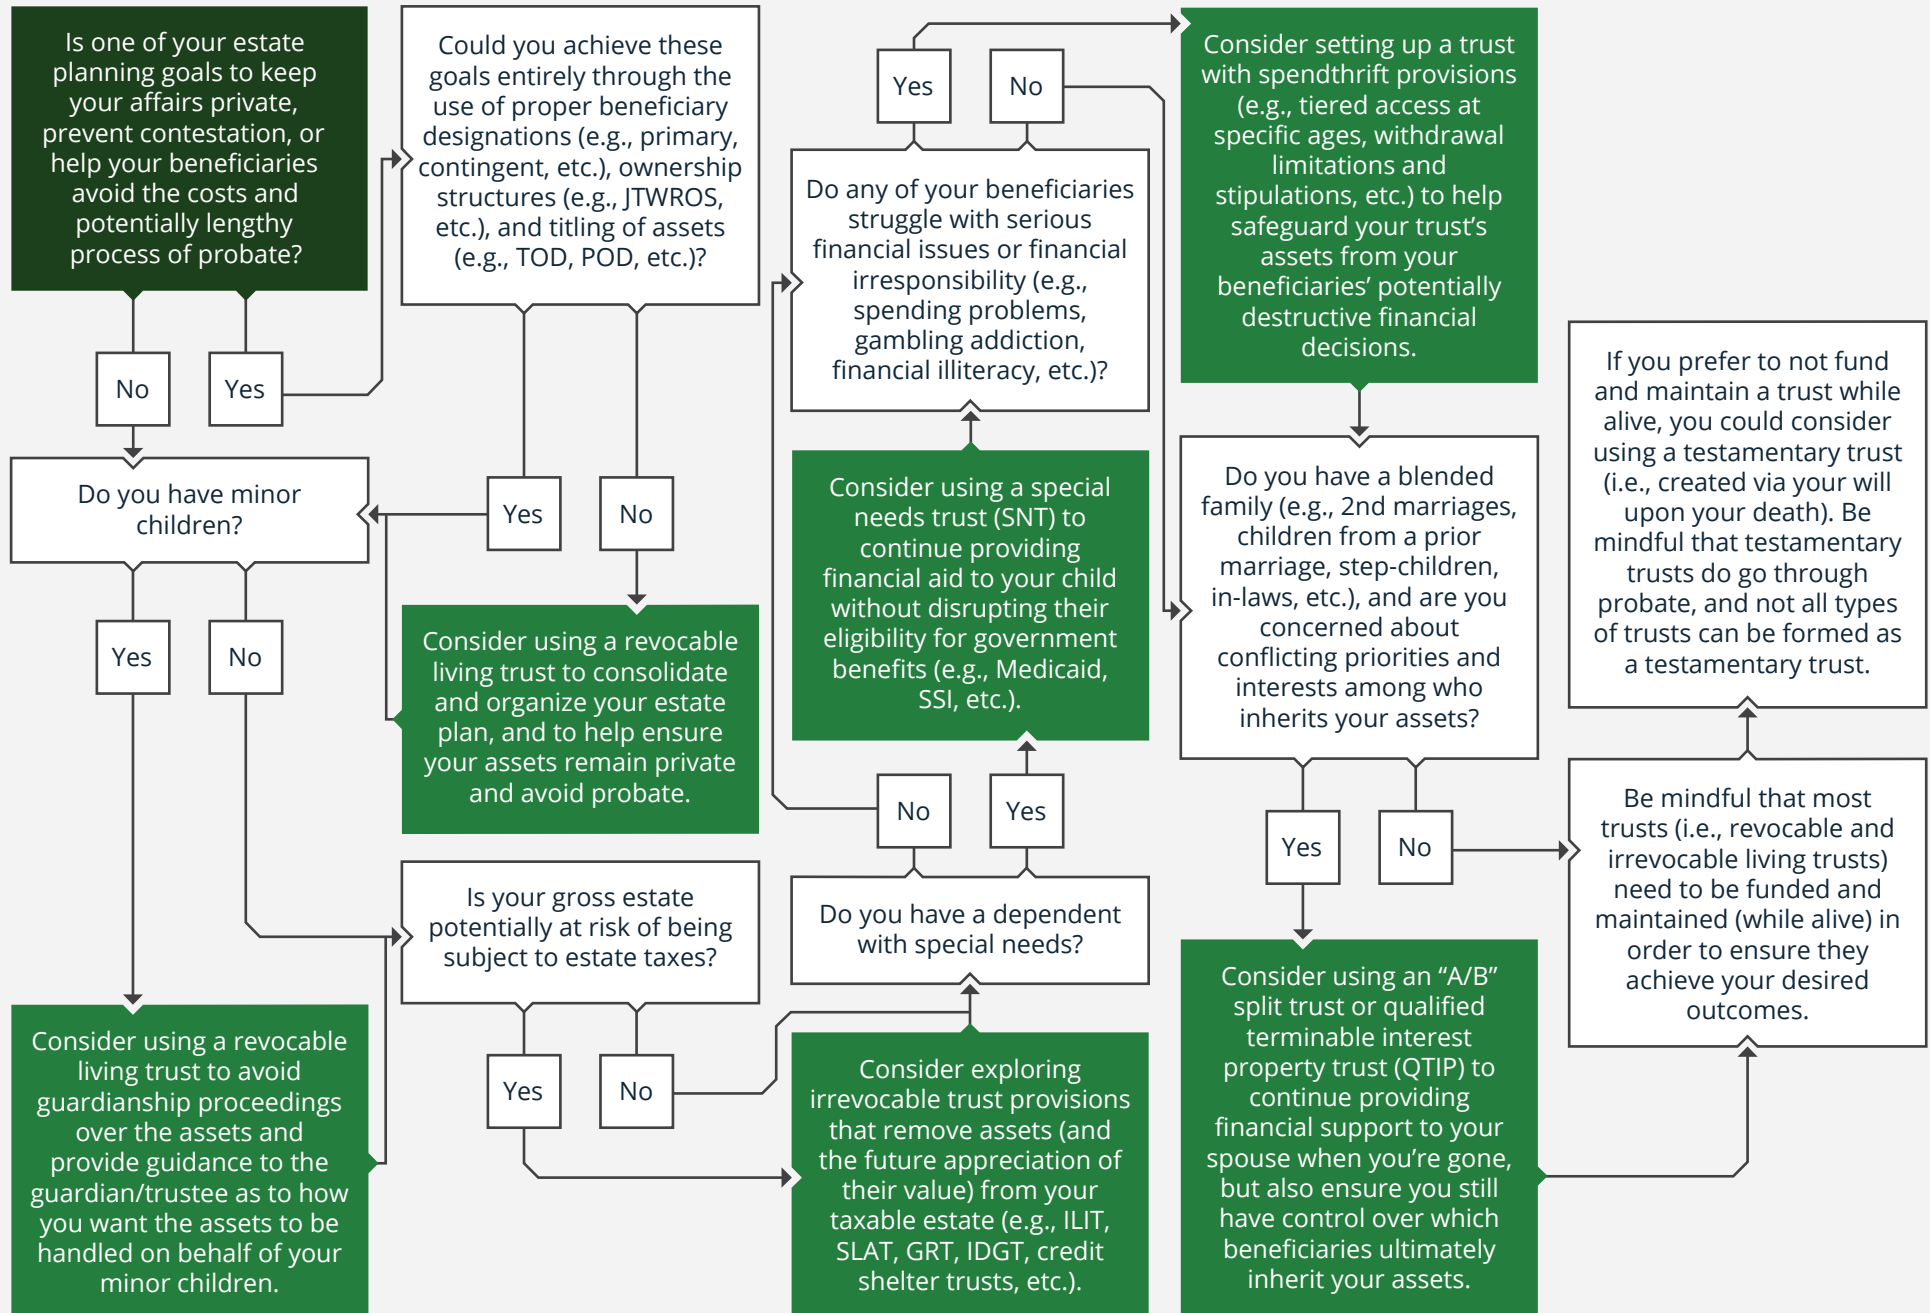 Is one of your estate
planning goals to keep
your affairs private,
prevent contestation, or
help your beneficiaries
avoid the costs and
potentially lengthy
process of probate?
No
Yes
Could you achieve these
goals entirely through the
use of proper beneficiary
designations (e.g., primary,
contingent, etc.), ownership
structures (e.g., JTWROS,
etc.), and titling of assets
(e.g., TOD, POD, etc.)?
Yes
No
Do you have minor
children?
Yes
No
Consider using a revocable
living trust to consolidate
and organize your estate
plan, and to help ensure
your assets remain private
and avoid probate.
Consider using a revocable
living trust to avoid
guardianship proceedings
over the assets and
provide guidance to the
guardian/trustee as to how
you want the assets to be
handled on behalf of your
minor children.
Is your gross estate
potentially at risk of being
subject to estate taxes?
Yes
No
Consider exploring
irrevocable trust provisions
that remove assets (and
the future appreciation of
their value) from your
taxable estate (e.g., ILIT,
SLAT, GRT, IDGT, credit
shelter trusts, etc.).
Do you have a dependent
with special needs?
No
Yes
Consider using a special
needs trust (SNT) to
continue providing
financial aid to your child
without disrupting their
eligibility for government
benefits (e.g., Medicaid,
SSI, etc.).
Do any of your beneficiaries
struggle with serious
financial issues or financial
irresponsibility (e.g.,
spending problems,
gambling addiction,
financial illiteracy, etc.)?
Yes
No
Consider setting up a trust
with spendthrift provisions
(e.g., tiered access at
specific ages, withdrawal
limitations and
stipulations, etc.) to help
safeguard your trust’s
assets from your
beneficiaries’ potentially
destructive financial
decisions.
Do you have a blended
family (e.g., 2nd marriages,
children from a prior
marriage, step-children,
in-laws, etc.), and are you
concerned about
conflicting priorities and
interests among who
inherits your assets?
Yes
No
Consider using an “A/B”
split trust or qualified
terminable interest
property trust (QTIP) to
continue providing
financial support to your
spouse when you’re gone,
but also ensure you still
have control over which
beneficiaries ultimately
inherit your assets.
Be mindful that most
trusts (i.e., revocable and
irrevocable living trusts)
need to be funded and
maintained (while alive) in
order to ensure they
achieve your desired
outcomes.
If you prefer to not fund
and maintain a trust while
alive, you could consider
using a testamentary trust
(i.e., created via your will
upon your death). Be
mindful that testamentary
trusts do go through
probate, and not all types
of trusts can be formed as
a testamentary trust.